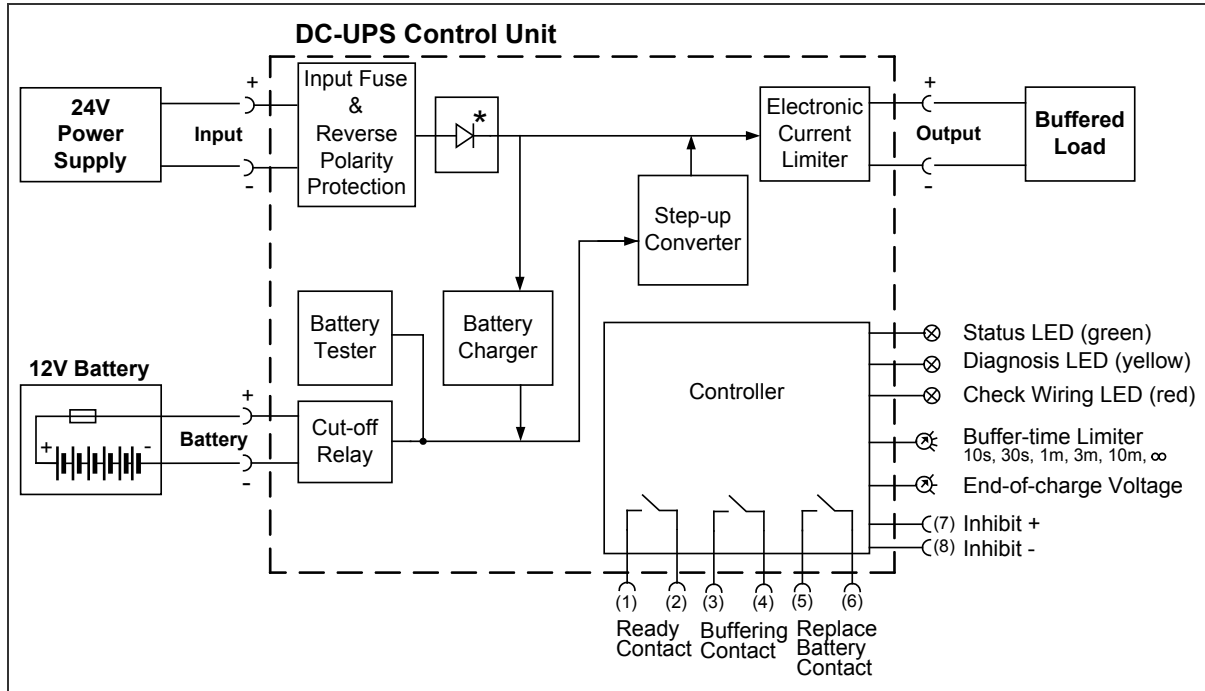 DC-UPS Control Unit
24V
Power
Supply
+
Input
-
Input Fuse
&
Reverse
Polarity
Protection
*
Electronic
Current
Limiter
+
Output
-
Buffered
Load
Step-up
Converter
Battery
Tester
Battery
Charger
12V Battery
+ -
+
Battery
-
Cut-off
Relay
Controller
Status LED (green)
Diagnosis LED (yellow)
Check Wiring LED (red)
Buffer-time Limiter
10s, 30s, 1m, 3m, 10m, ∞
End-of-charge Voltage
(7) Inhibit +
(8) Inhibit -
(1) (2) (3) (4) (5) (6)
Ready
Contact
Buffering
Contact
Replace
Battery
Contact